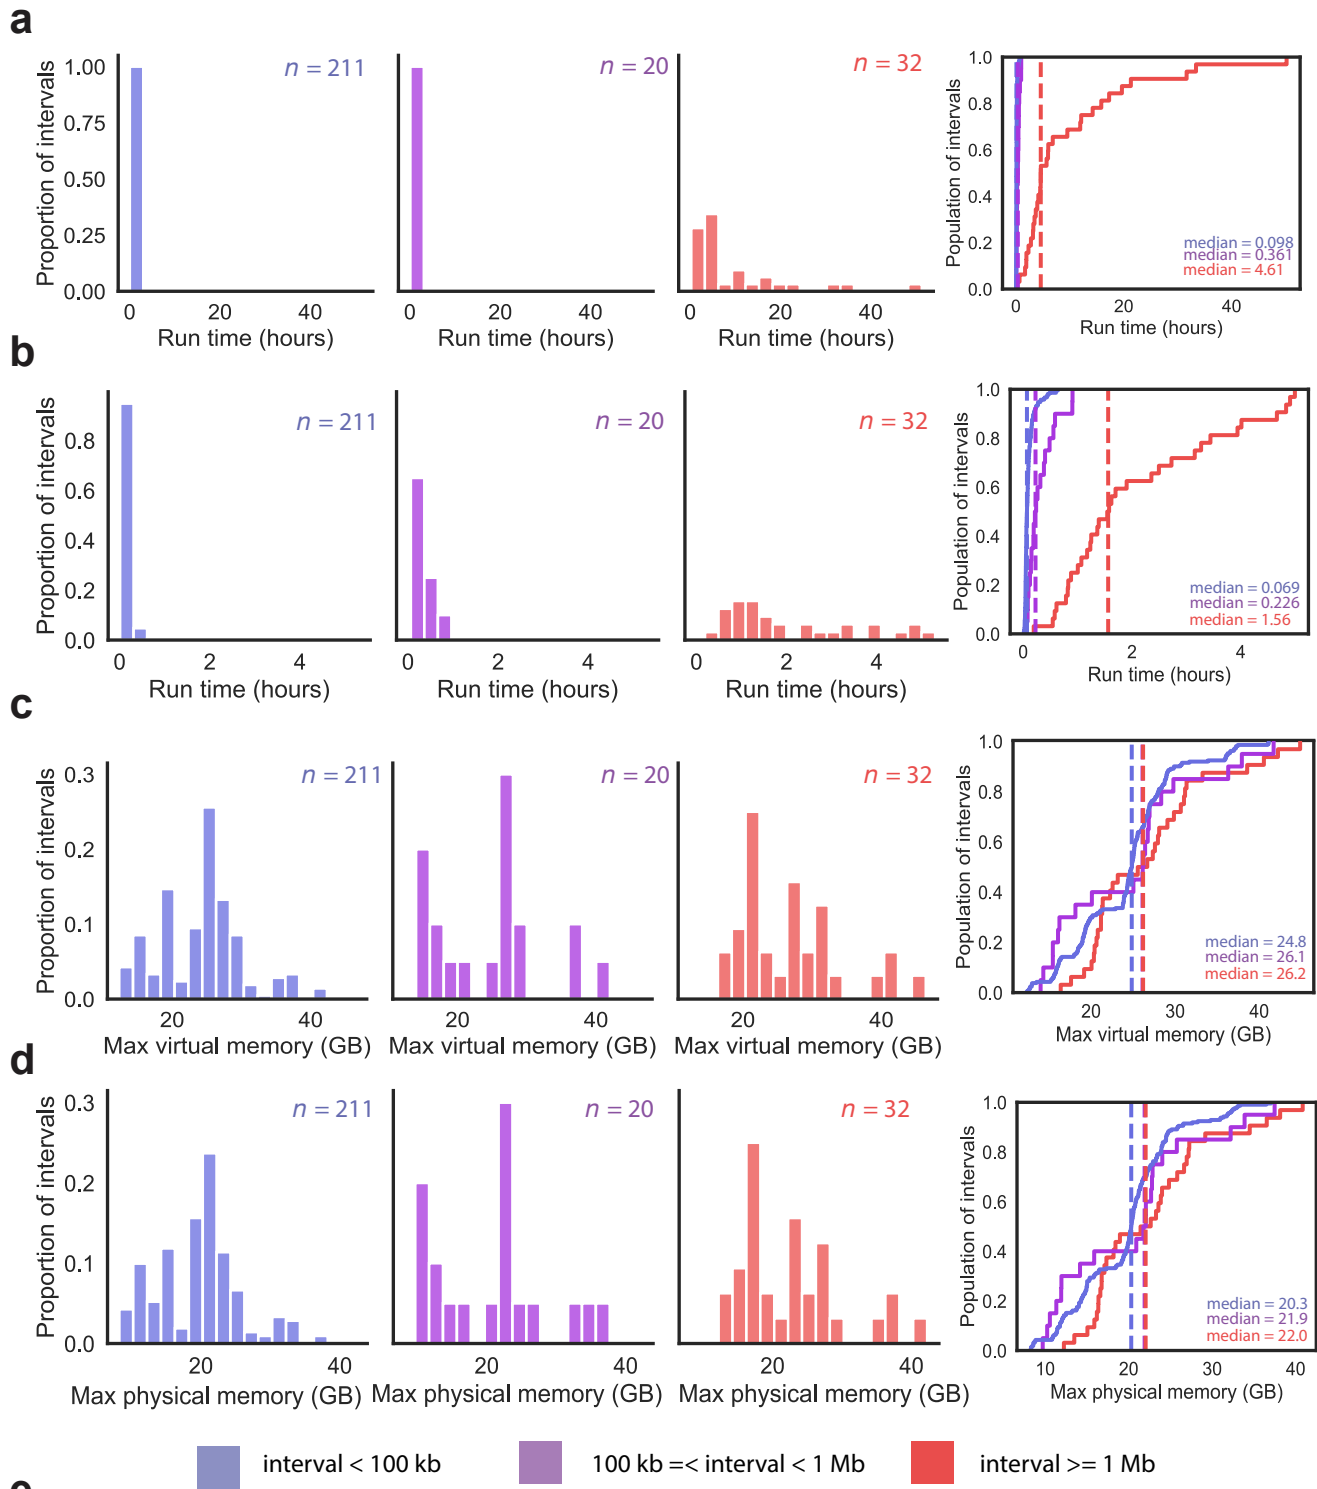 a
Proportion of intervals
1.00
0.75
0.50
0.25
0.00
n = 211
0 20 40
Run time (hours)
n = 20
0 20 40
Run time (hours)
n = 32
0 20 40
Run time (hours)
Population of intervals
1.0
0.8
0.6
0.4
0.2
0.0
median = 0.098
median = 0.361
median = 4.61
0 20 40
Run time (hours)
b
Proportion of intervals
0.8
0.6
0.4
0.2
0.0
n = 211
0 2 4
Run time (hours)
n = 20
0 2 4
Run time (hours)
n = 32
0 2 4
Run time (hours)
Population of intervals
1.0
0.8
0.6
0.4
0.2
0.0
median = 0.069
median = 0.226
median = 1.56
0 2 4
Run time (hours)
c
Proportion of intervals
0.3
0.2
0.1
0.0
n = 211
20 40
Max virtual memory (GB)
n = 20
20 40
Max virtual memory (GB)
n = 32
20 40
Max virtual memory (GB)
Population of intervals
1.0
0.8
0.6
0.4
0.2
0.0
median = 24.8
median = 26.1
median = 26.2
20 30 40
Max virtual memory (GB)
d
Proportion of intervals
0.3
0.2
0.1
0.0
n = 211
20 40
Max physical memory (GB)
n = 20
20 40
Max physical memory (GB)
n = 32
20 40
Max physical memory (GB)
Population of intervals
1.0
0.8
0.6
0.4
0.2
0.0
median = 20.3
median = 21.9
median = 22.0
10 20 30 40
Max physical memory (GB)
interval < 100 kb
100 kb =< interval < 1 Mb
interval >= 1 Mb